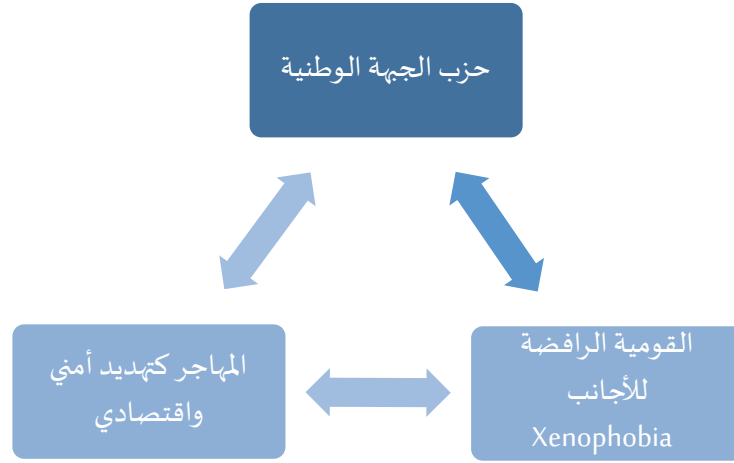 حزب الجبهة الوطنية
القومية الرافضة
للأجانب
Xenophobia
المهاجر كتهديد أمني
واقتصادي